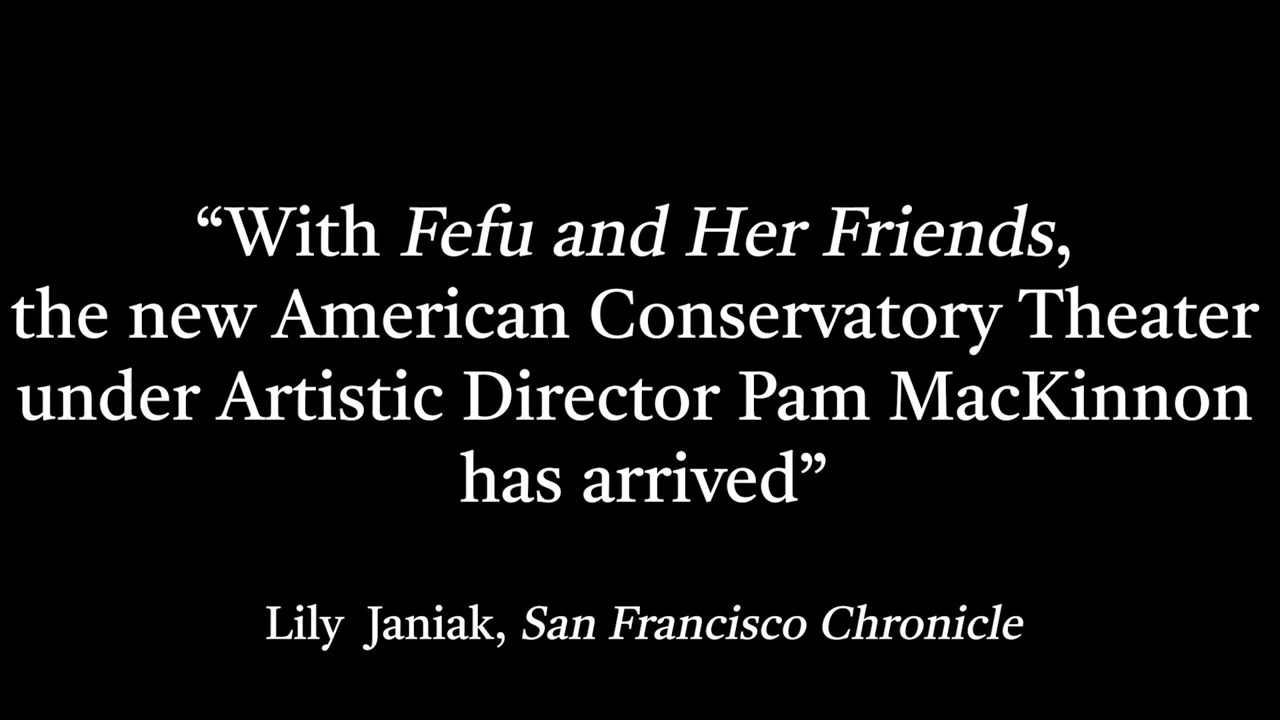 “With Fefu and Her Friends,
the new American Conservatory Theater
under Artistic Director Pam MacKinnon
has arrived”
Lily Janiak, San Francisco Chronicle